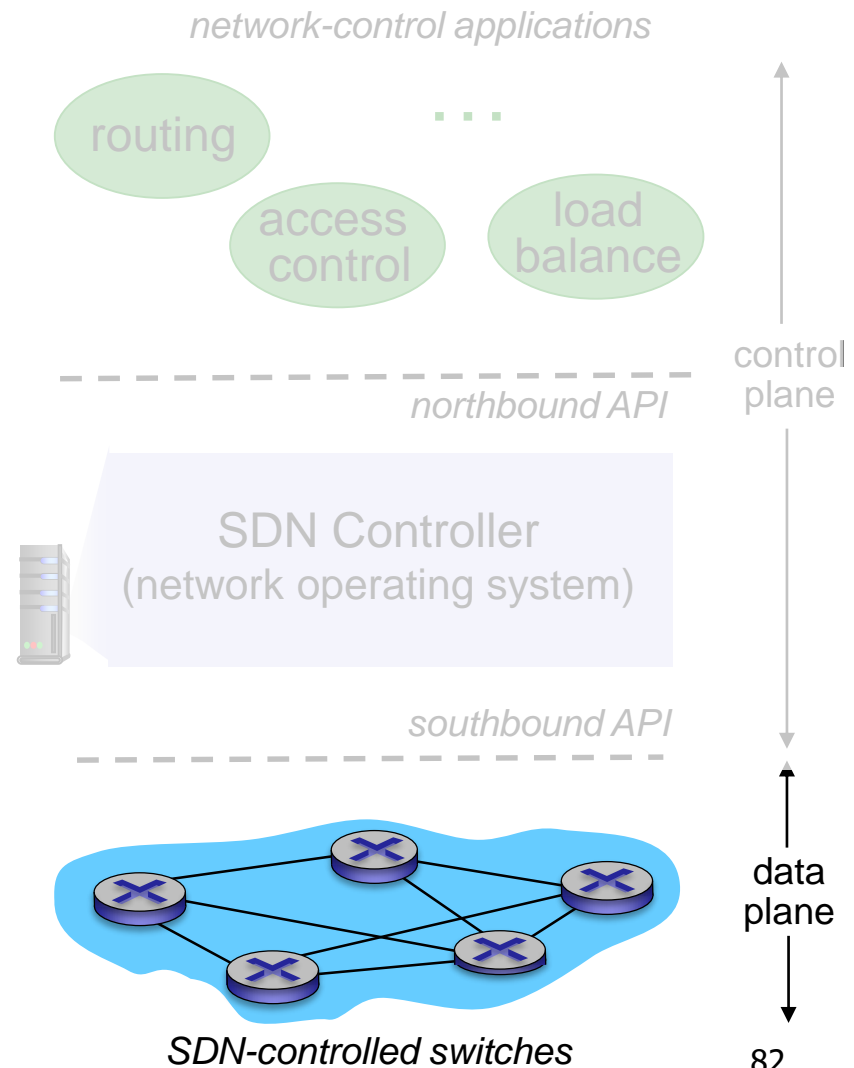 network-control applications
routing
...
access
control
load
balance
control
plane
northbound API
SDN Controller
(network operating system)
southbound API
data
plane
SDN-controlled switches
82